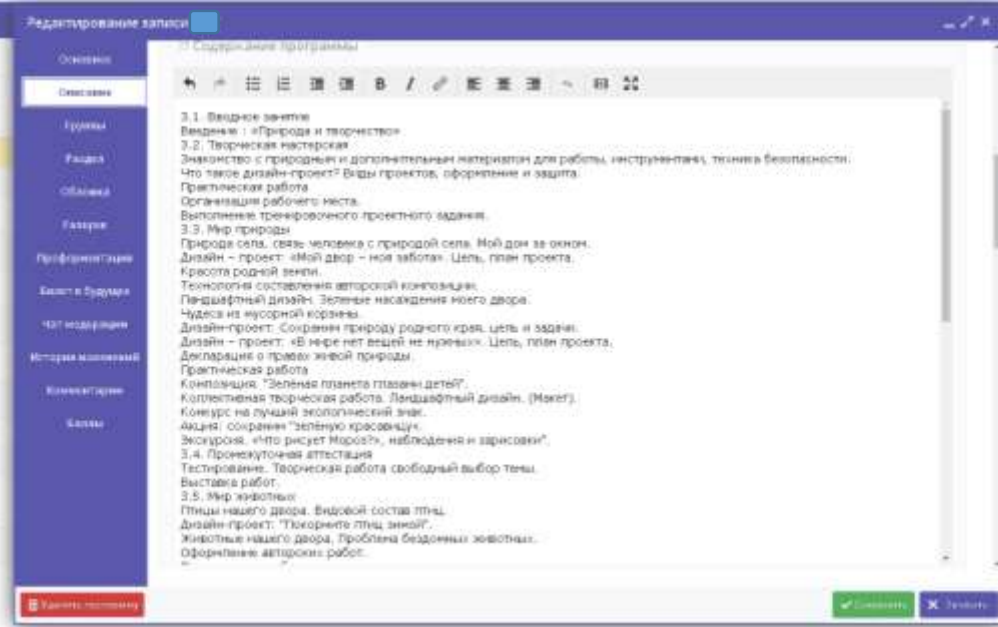 Редактирование записи
Содержание программы
Основное
Описание
Группы
Раздел
Обложка
Галерея
Профориентация
Билет в будущее
Чат модерации
История изменений
Комментарии
Баллы
3.1. Вводное занятие
Введение : «Природа и творчество»
3.2. Творческая мастерская
Знакомство с природным и дополнительным материалом для работы, инструментами, техника безопасности.
Что такое дизайн-проект? Виды проектов, оформление и защита.
Практическая работа
Организация рабочего места.
Выполнение тренировочного проектного задания.
3.3. Мир природы
Природа села, связь человека с природой села. Мой дом за окном.
Дизайн – проект: «Мой двор – моя забота». Цель, план проекта.
Красота родной земли.
Технология составления авторской композиции.
Ландшафтный дизайн. Зеленые насаждения моего двора.
Чудеса из мусорной корзины.
Дизайн-проект: Сохраним природу родного края, цель и задачи.
Дизайн – проект: «В мире нет вещей не нужных». Цель, план проекта.
Декларация о правах живой природы.
Практическая работа
Композиция. "Зелёная планета глазами детей".
Коллективная творческая работа. Ландшафтный дизайн. (Макет).
Конкурс на лучший экологический знак.
Акция: сохраним "зелёную красавицу".
Экскурсия. «Что рисует Мороз?», наблюдения и зарисовки".
3.4. Промежуточная аттестация
Тестирование. Творческая работа свободный выбор темы.
Выставка работ.
3.5. Мир животных
Птицы нашего двора. Видовой состав птиц.
Дизайн-проект: "Покормите птиц зимой".
Животные нашего двора. Проблема бездомных животных.
Оформление авторских работ.
Удалить программу
Сохранить
Закрыть